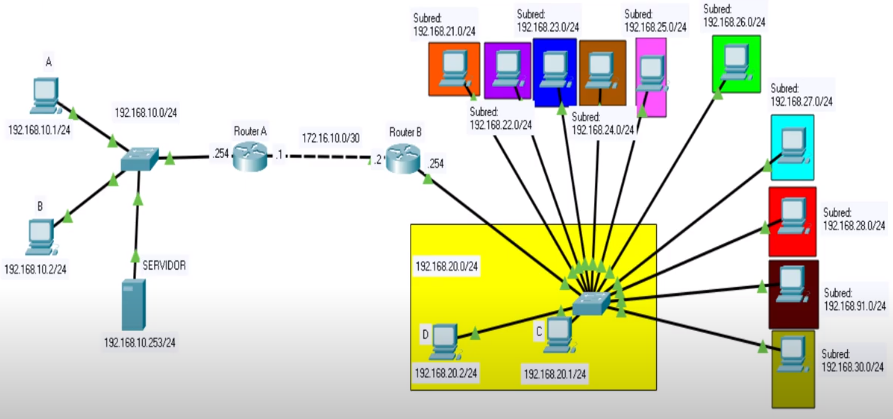 Subred:
192.168.21.0/24
Subred:
192.168.23.0/24
Subred:
192.168.25.0/24
Subred:
192.168.26.0/24
A
192.168.10.1/24
192.168.10.0/24
Subred:
192.168.22.0/24
Subred:
192.168.24.0/24
Subred:
192.168.27.0/24
Router A
172.16.10.0/30
Router B
.254
.1
.2
.254
B
192.168.10.2/24
SERVIDOR
192.168.10.253/24
192.168.20.0/24
D
192.168.20.2/24
C
192.168.20.1/24
Subred:
192.168.28.0/24
Subred:
192.168.91.0/24
Subred:
192.168.30.0/24